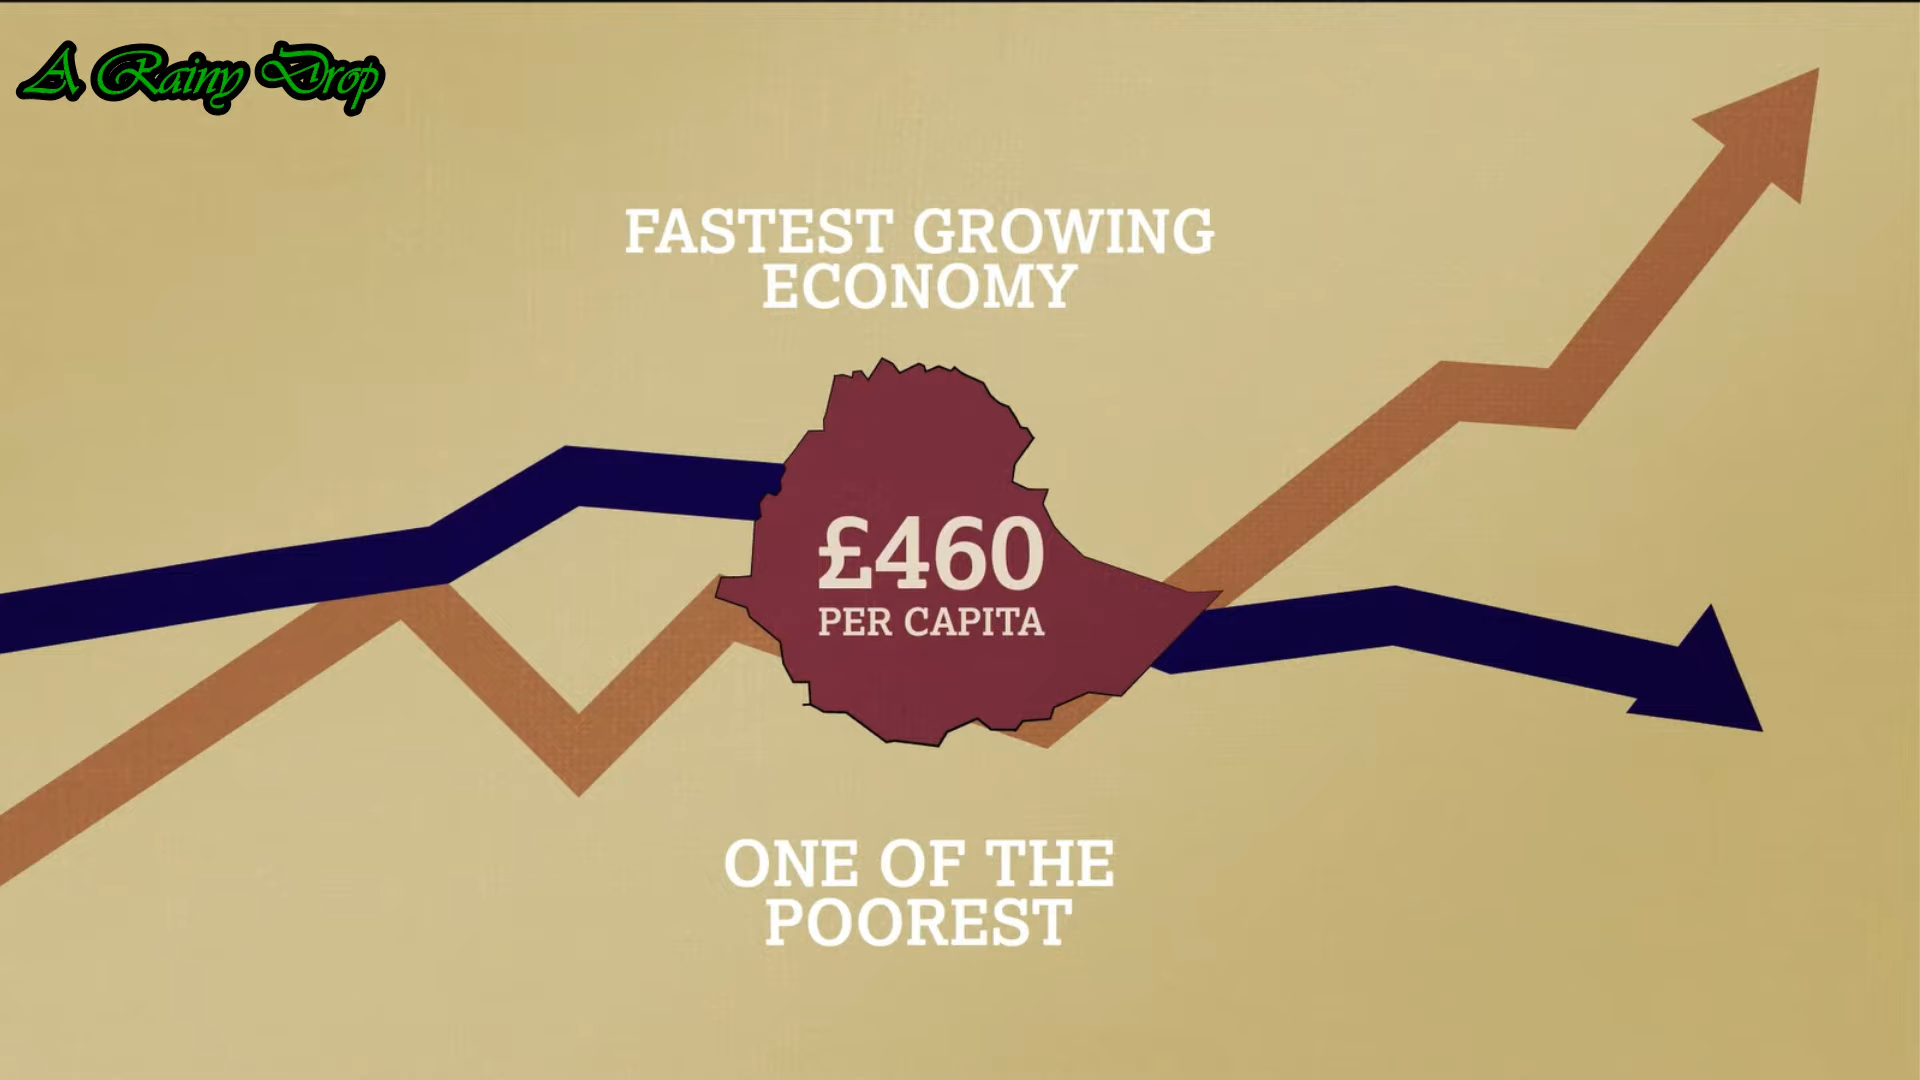 A Rainy Drop
FASTEST GROWING
ECONOMY
£460
PER CAPITA
ONE OF THE
POOREST